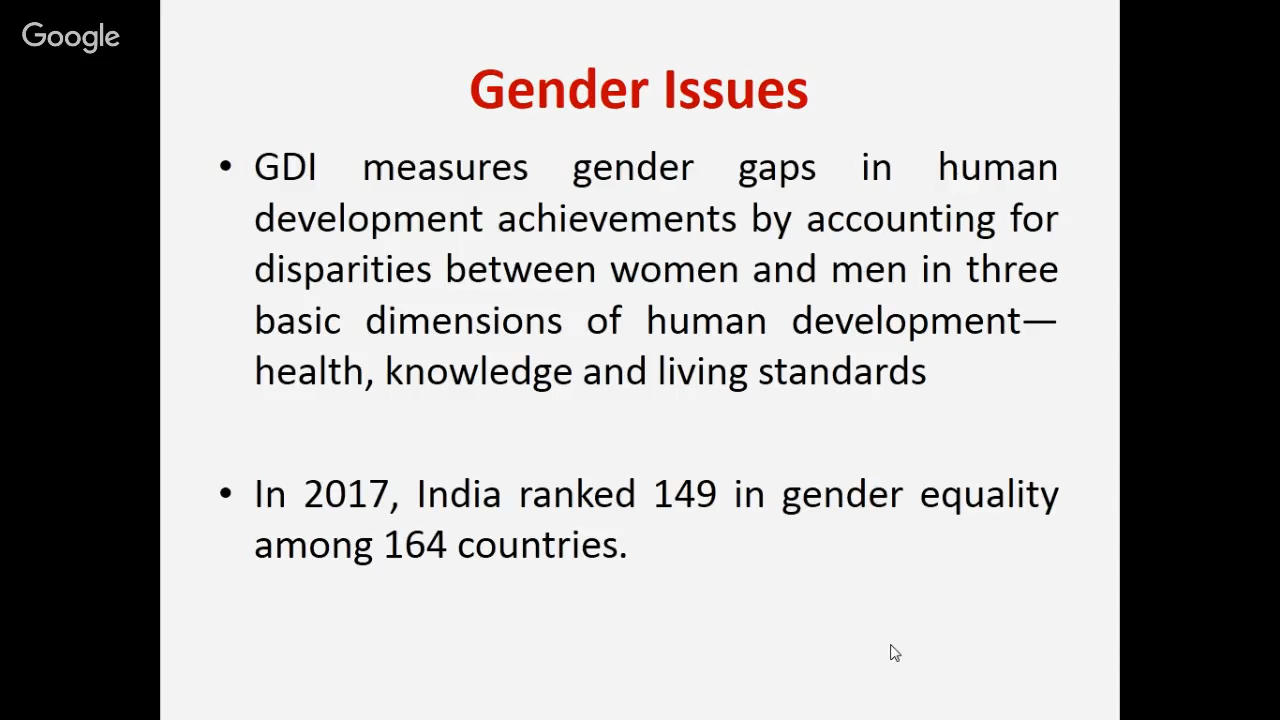 Google
Gender Issues
• GDI measures gender gaps in human
development achievements by accounting for
disparities between women and men in three
basic dimensions of human development—
health, knowledge and living standards
• In 2017, India ranked 149 in gender equality
among 164 countries.